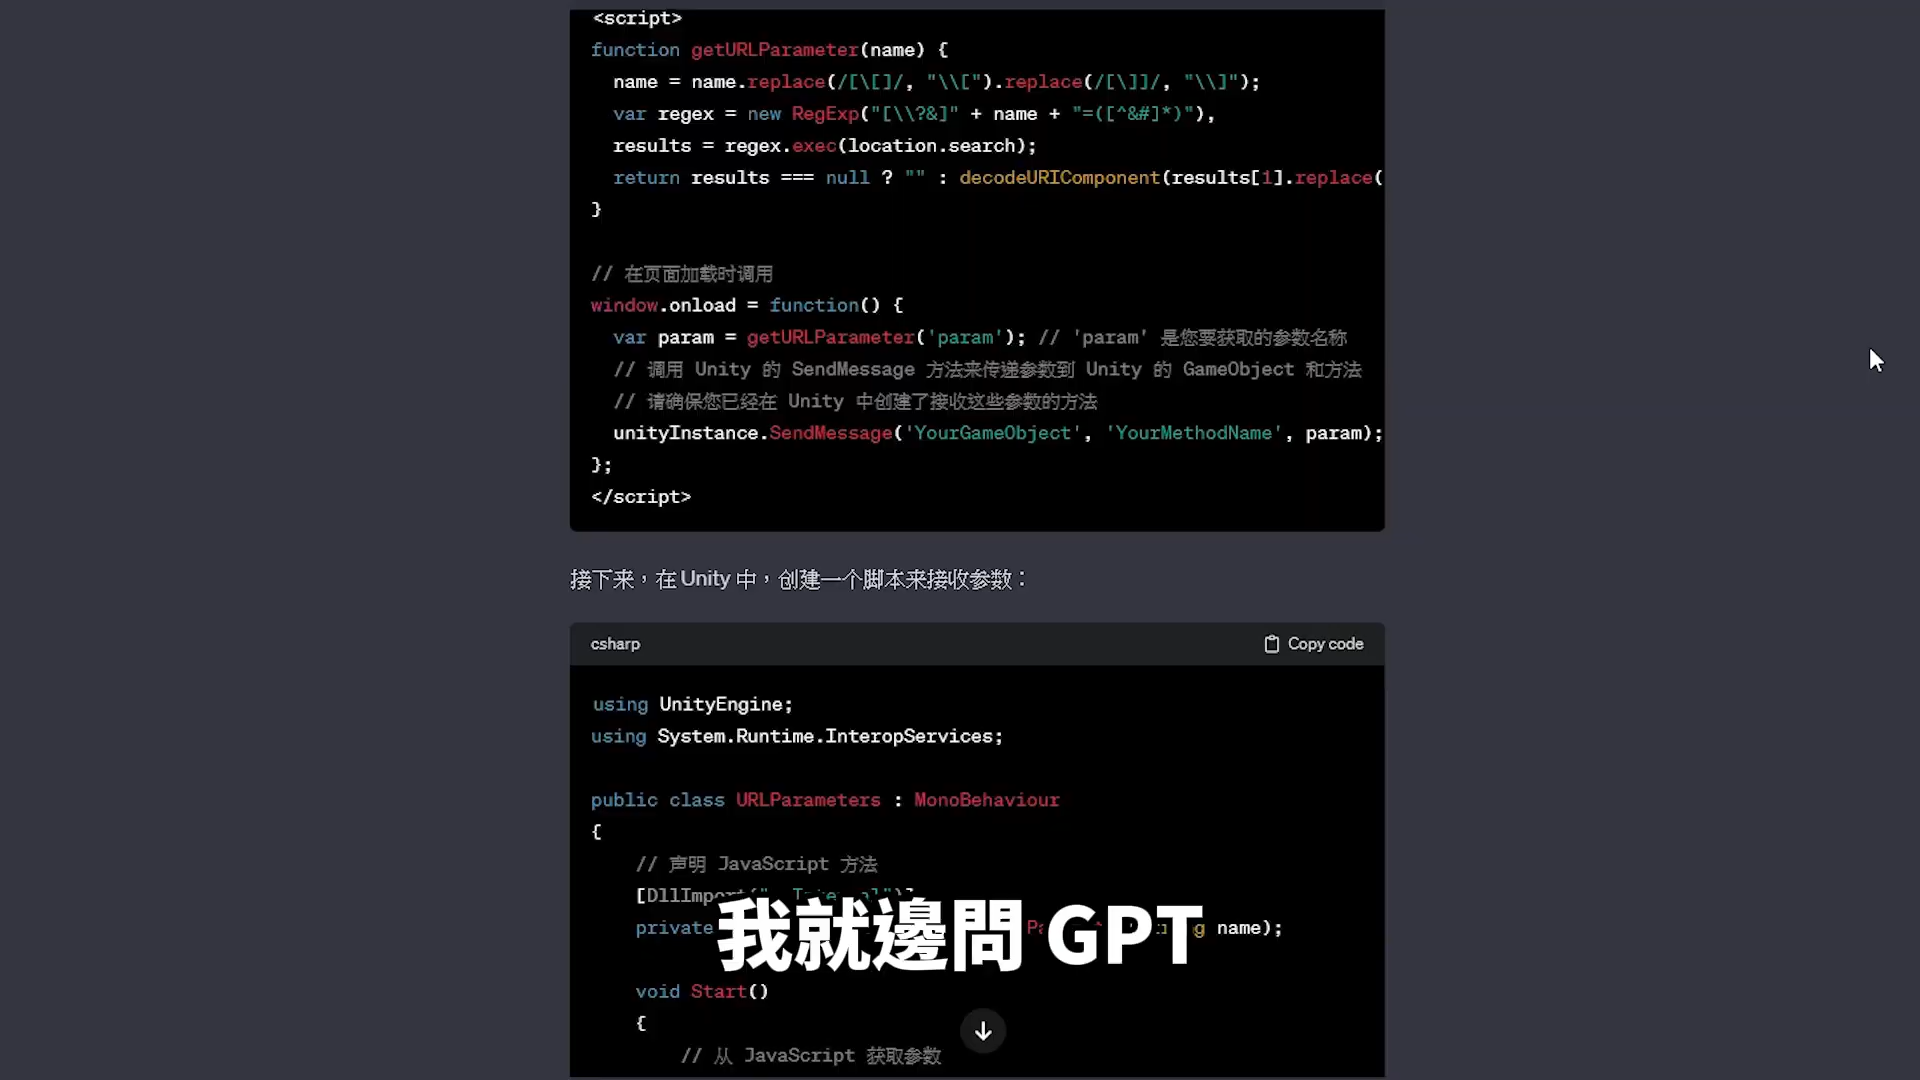 <script>
function getURLParameter(name) {
name = name.replace(/[\[]/, "\\[").replace(/[\]]/, "\\]");
var regex = new RegExp("[\\?&]" + name + "=([^&#]*)"),
results = regex.exec(location.search);
return results === null ? "" : decodeURIComponent(results[1].replace(
}
// 在页面加载时调用
window.onload = function() {
var param = getURLParameter('param'); // 'param' 是您要获取的参数名称
// 调用 Unity 的 SendMessage 方法来传递参数到 Unity 的 GameObject 和方法
// 请确保您已经在 Unity 中创建了接收这些参数的方法
unityInstance.SendMessage('YourGameObject', 'YourMethodName', param);
};
</script>
接下来，在 Unity 中，创建一个脚本来接收参数：
csharp
Copy code
using UnityEngine;
using System.Runtime.InteropServices;
public class URLParameters : MonoBehaviour
{
// 声明 JavaScript 方法
[DllImport("
private name);
我就邊問 GPT
void Start()
{
// 从 JavaScript 获取参数